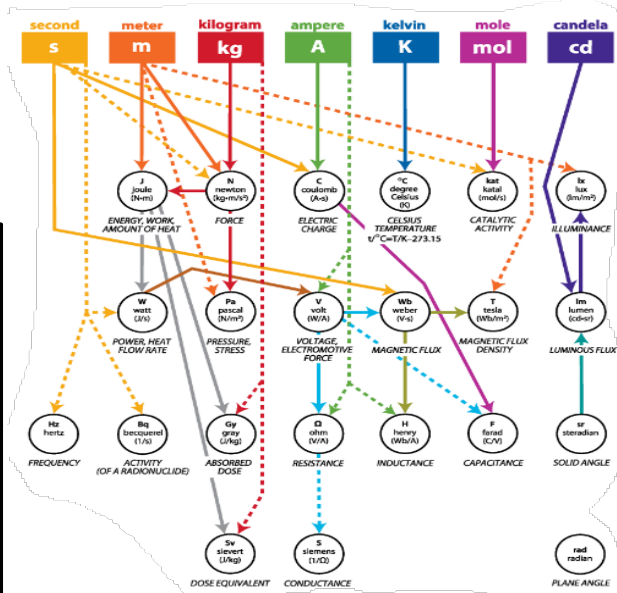 second meter kilogram ampere kelvin mole candela
s m kg A K mol cd
J
joule
(N·m)
ENERGY, WORK,
AMOUNT OF HEAT
N
newton
(kg·m/s²)
FORCE
C
coulomb
(A·s)
ELECTRIC
CHARGE
°C
degree
Celsius
(K)
CELSIUS
TEMPERATURE
t/°C=T/K–273.15
kat
katal
(mol/s)
CATALYTIC
ACTIVITY
lx
lux
(lm/m²)
ILLUMINANCE
W
watt
(J/s)
POWER, HEAT
FLOW RATE
Pa
pascal
(N/m²)
PRESSURE,
STRESS
V
volt
(W/A)
VOLTAGE,
ELECTROMOTIVE
FORCE
Wb
weber
(V·s)
MAGNETIC FLUX
T
tesla
(Wb/m²)
MAGNETIC FLUX
DENSITY
lm
lumen
(cd·sr)
LUMINOUS FLUX
Hz
hertz
FREQUENCY
Bq
becquerel
(1/s)
ACTIVITY
(OF A RADIONUCLIDE)
Gy
gray
(J/kg)
ABSORBED
DOSE
Ω
ohm
(V/A)
RESISTANCE
H
henry
(Wb/A)
INDUCTANCE
F
farad
(C/V)
CAPACITANCE
sr
steradian
SOLID ANGLE
Sv
sievert
(J/kg)
DOSE EQUIVALENT
S
siemens
(1/Ω)
CONDUCTANCE
rad
radian
PLANE ANGLE